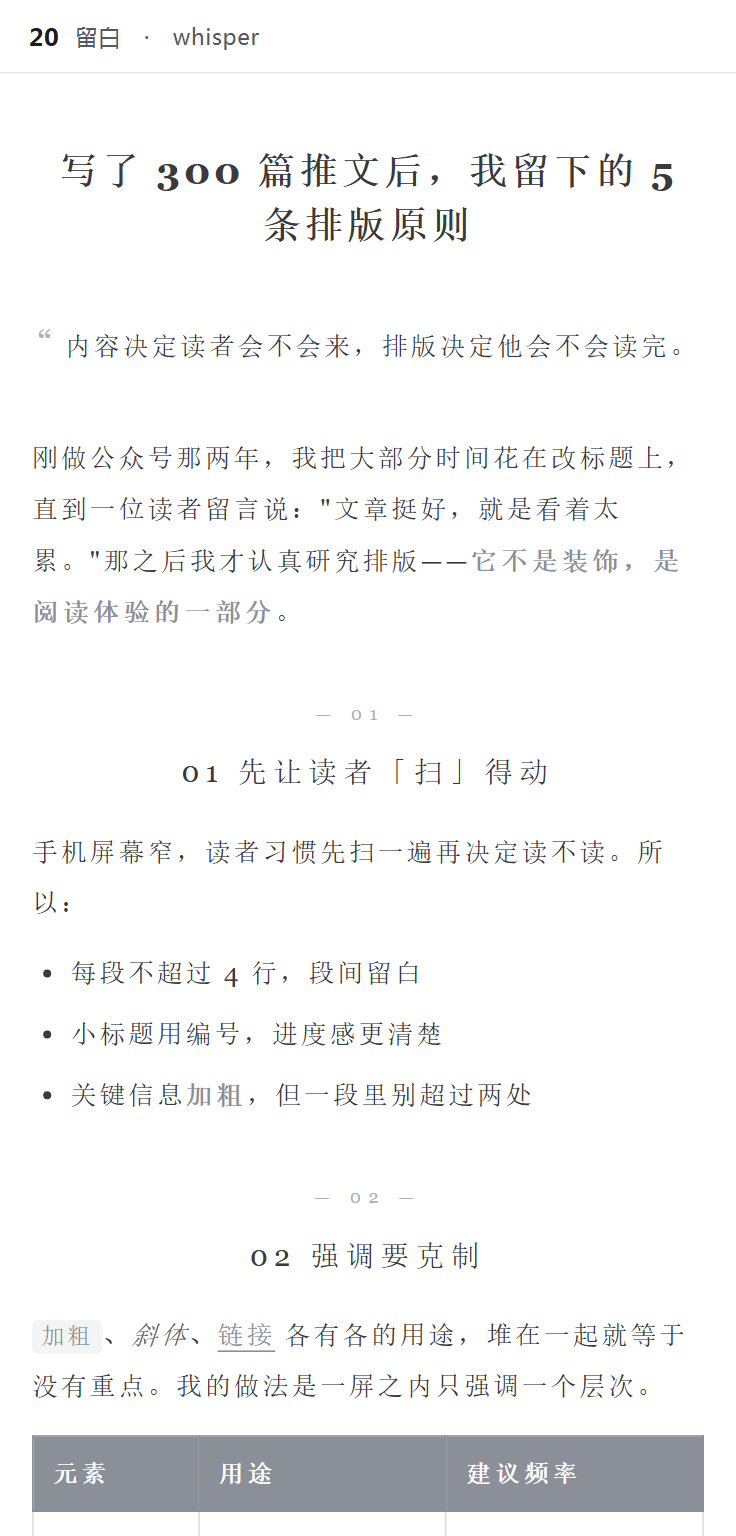 20 留白 · whisper
写了 300 篇推文后，我留下的 5
条排版原则
“ 内容决定读者会不会来，排版决定他会不会读完。
刚做公众号那两年，我把大部分时间花在改标题上，
直到一位读者留言说："文章挺好，就是看着太
累。"那之后我才认真研究排版——它不是装饰，是
阅读体验的一部分。
— 01 —
01 先让读者「扫」得动
手机屏幕窄，读者习惯先扫一遍再决定读不读。所
以：
• 每段不超过 4 行，段间留白
• 小标题用编号，进度感更清楚
• 关键信息加粗，但一段里别超过两处
— 02 —
02 强调要克制
加粗、斜体、链接 各有各的用途，堆在一起就等于
没有重点。我的做法是一屏之内只强调一个层次。
元素 用途 建议频率